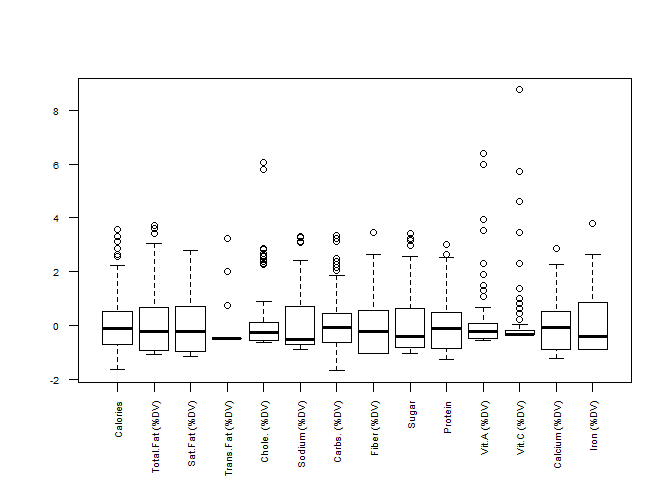 8
6
4
2
0
-2
Calories
Total.Fat (%DV)
Sat.Fat (%DV)
Trans.Fat (%DV)
Chole. (%DV)
Sodium (%DV)
Carbs. (%DV)
Fiber (%DV)
Sugar
Protein
Vit.A (%DV)
Vit.C (%DV)
Calcium (%DV)
Iron (%DV)